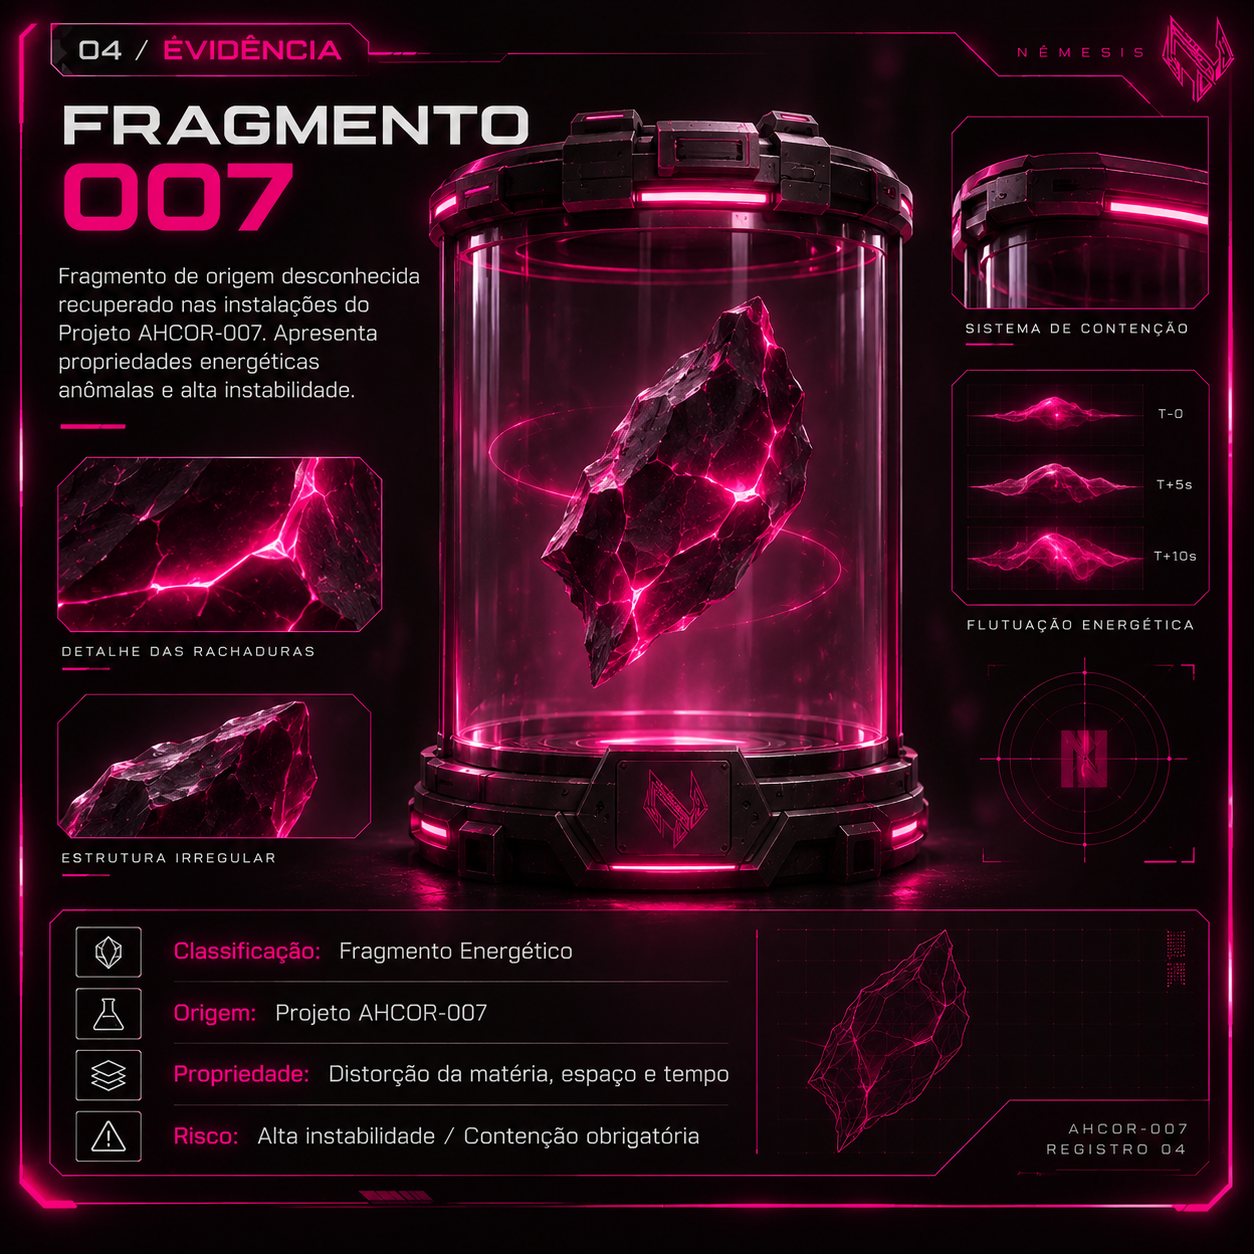 04 / ÉVIDÊNCIA
NÉMESIS
FRAGMENTO
007
Fragmento de origem desconhecida
recuperado nas instalações do
Projeto AHCOR-007. Apresenta
propriedades energéticas
anômalas e alta instabilidade.
DETALHE DAS RACHADURAS
ESTRUTURA IRREGULAR
SISTEMA DE CONTENÇÃO
T-0
T+5s
T+10s
FLUTUAÇÃO ENERGÉTICA
N
Classificação: Fragmento Energético
Origem: Projeto AHCOR-007
Propriedade: Distorção da matéria, espaço e tempo
Risco: Alta instabilidade / Contenção obrigatória
AHCOR-007
REGISTRO 04